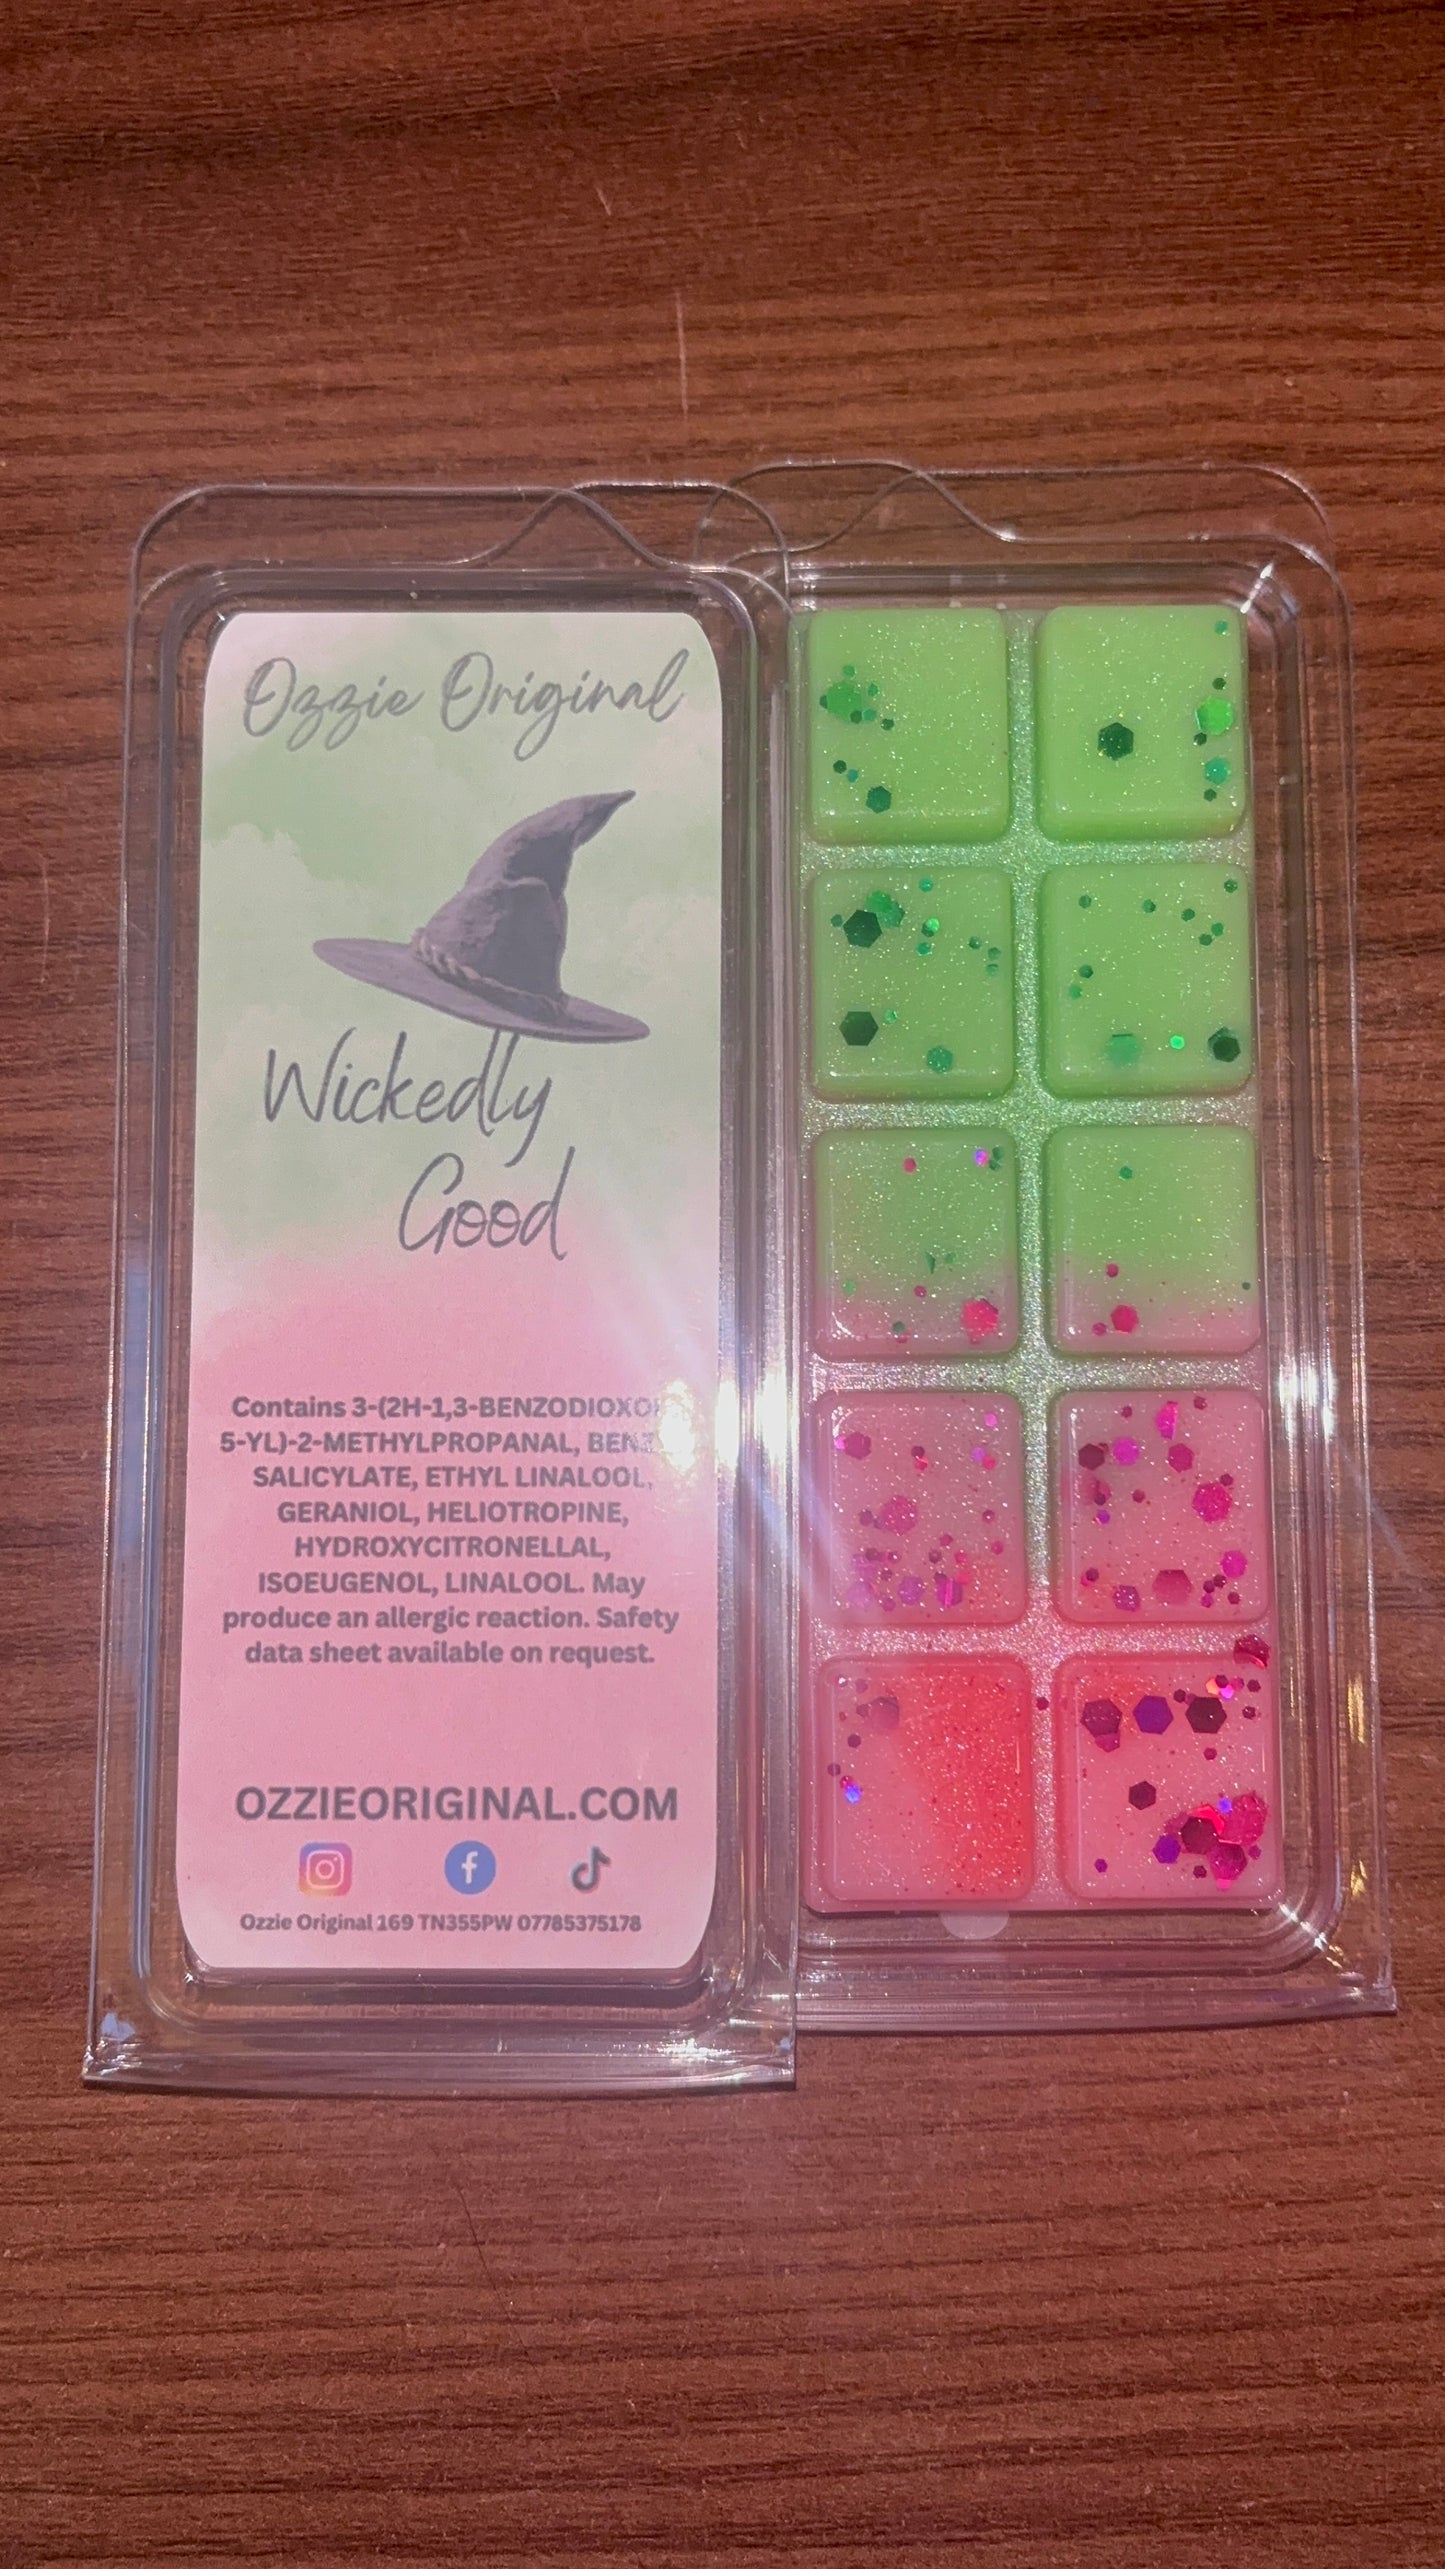 Ozzie Original
Wickedly
Good
Contains 3-(2H-1,3-
5-YL)-2-METHYLPROPANAL,
SALICYLATE, ETHYL LINALOOL,
GERANIOL, HELIOTROPINE,
HYDROXYCITRONELLAL,
ISOEUGENOL, LINALOOL. May
produce an allergic reaction. Safety
data sheet available on request.
OZZIEORIGINAL.COM
Ozzie Original 169 TN355PW 07785375178